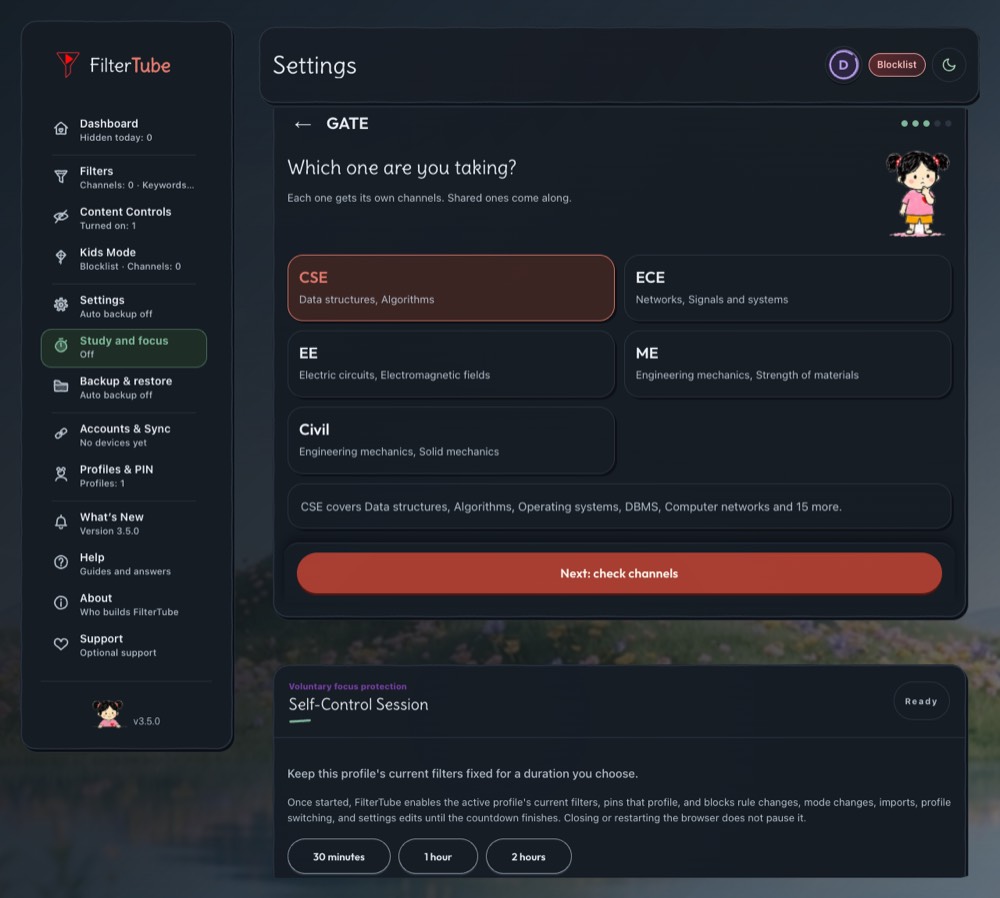 FilterTube
Dashboard
Hidden today: 0
Filters
Channels: 0 · Keywords...
Content Controls
Turned on: 1
Kids Mode
Blocklist · Channels: 0
Settings
Auto backup off
Study and focus
Off
Backup & restore
Auto backup off
Accounts & Sync
No devices yet
Profiles & PIN
Profiles: 1
What's New
Version 3.5.0
Help
Guides and answers
About
Who builds FilterTube
Support
Optional support
v3.5.0
Settings
D
Blocklist
← GATE
Which one are you taking?
Each one gets its own channels. Shared ones come along.
CSE
Data structures, Algorithms
ECE
Networks, Signals and systems
EE
Electric circuits, Electromagnetic fields
ME
Engineering mechanics, Strength of materials
Civil
Engineering mechanics, Solid mechanics
CSE covers Data structures, Algorithms, Operating systems, DBMS, Computer networks and 15 more.
Next: check channels
Voluntary focus protection
Self-Control Session
Ready
Keep this profile's current filters fixed for a duration you choose.
Once started, FilterTube enables the active profile's current filters, pins that profile, and blocks rule changes, mode changes, imports, profile
switching, and settings edits until the countdown finishes. Closing or restarting the browser does not pause it.
30 minutes
1 hour
2 hours